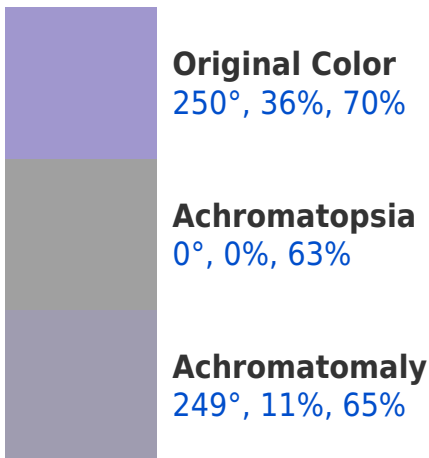 Original Color
250°, 36%, 70%
Achromatopsia
0°, 0%, 63%
Achromatomaly
249°, 11%, 65%